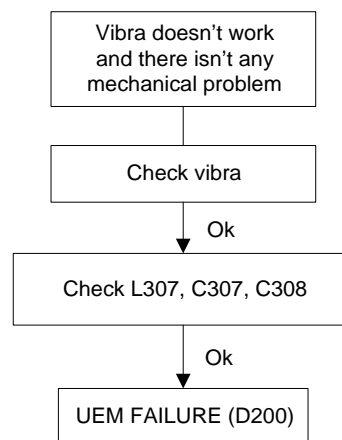 Vibra doesn't work
and there isn't any
mechanical problem
Check vibra
Ok
Check L307, C307, C308
Ok
UEM FAILURE (D200)